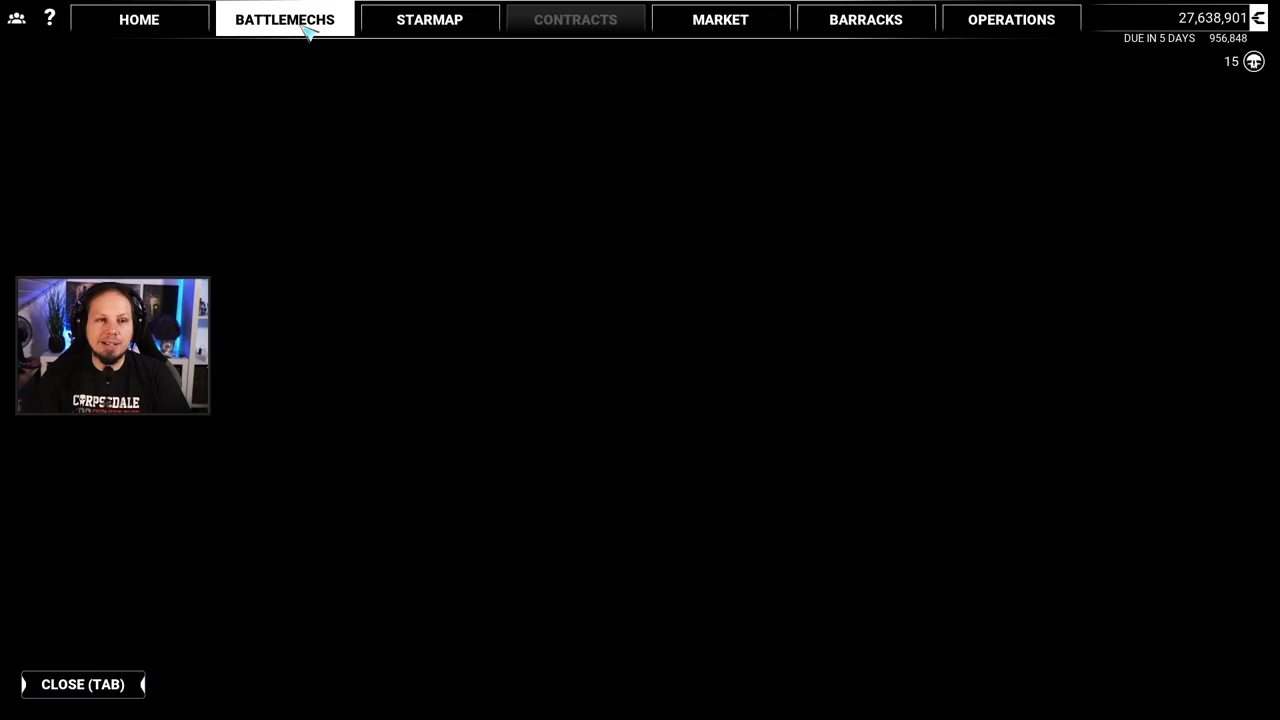 ? HOME BATTLEMECHS STARMAP CONTRACTS MARKET BARRACKS OPERATIONS 27,638,901
DUE IN 5 DAYS 956,848
15
CORPSEDALE
CLOSE (TAB)